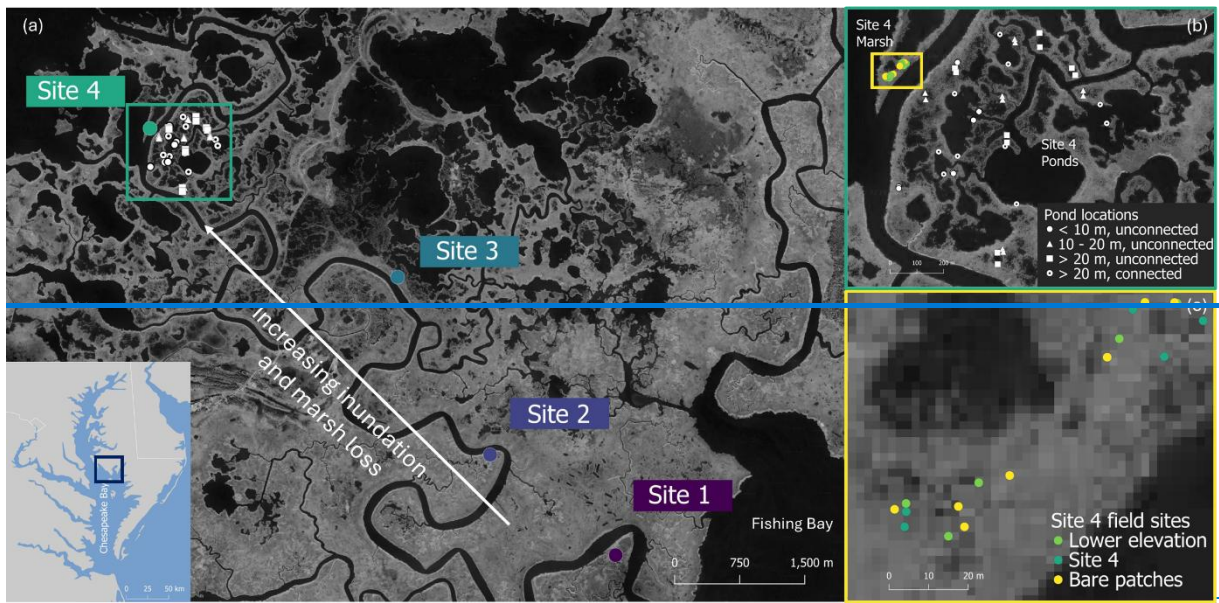 (a)
Site 4
Site 3
Increasing inundation
and marsh loss
Site 2
Site 1
Fishing Bay
0 750 1,500 m
Chesapeake Bay
0 25 50 km
(b)
Site 4
Marsh
Site 4
Ponds
Pond locations
< 10 m, unconnected
10 - 20 m, unconnected
> 20 m, unconnected
> 20 m, connected
0 100 200 m
(c)
Site 4 field sites
Lower elevation
Site 4
Bare patches
0 10 20 m